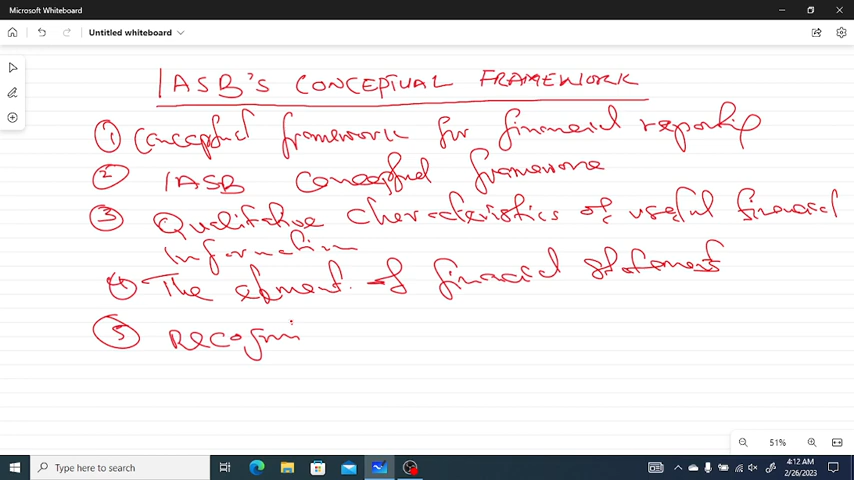 Microsoft Whiteboard
Untitled whiteboard
IASB'S CONCEPTUAL FRAMEWORK
① Conceptual framework for financial reporting
② IASB conceptual framework
③ Qualitative characteristics of useful financial
information
④ The element of financial statements
⑤ Recogni
51%
Type here to search
4:12 AM
2/26/2023